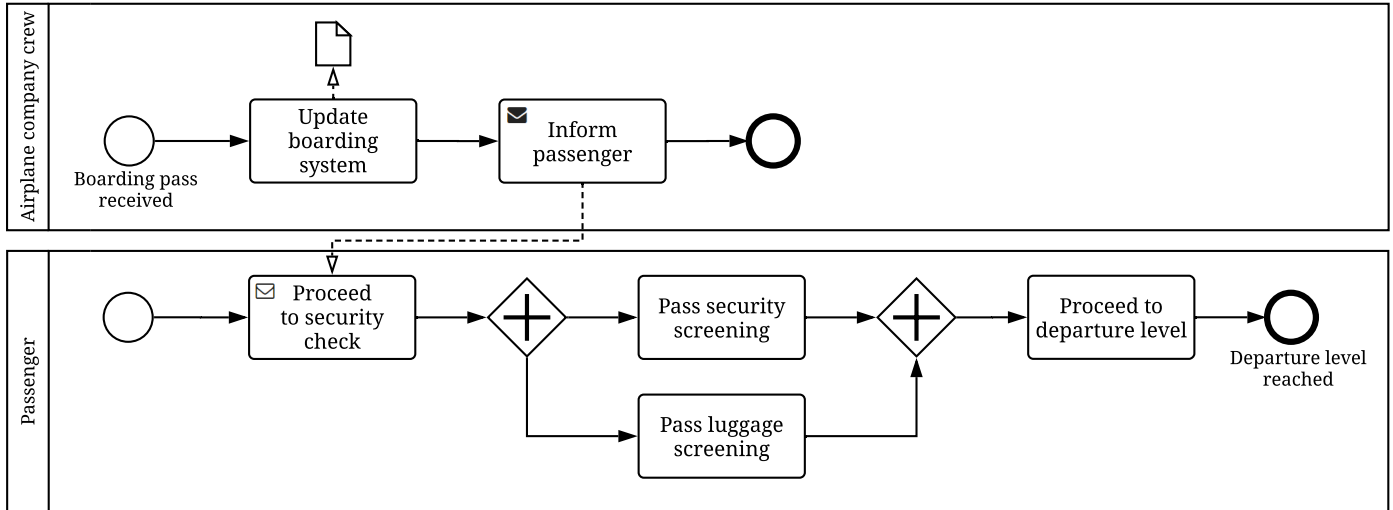 Airplane company crew
Update
boarding
system
Inform
passenger
Boarding pass
received
Passenger
Proceed
to security
check
Pass security
screening
Proceed to
departure level
Departure level
reached
Pass luggage
screening